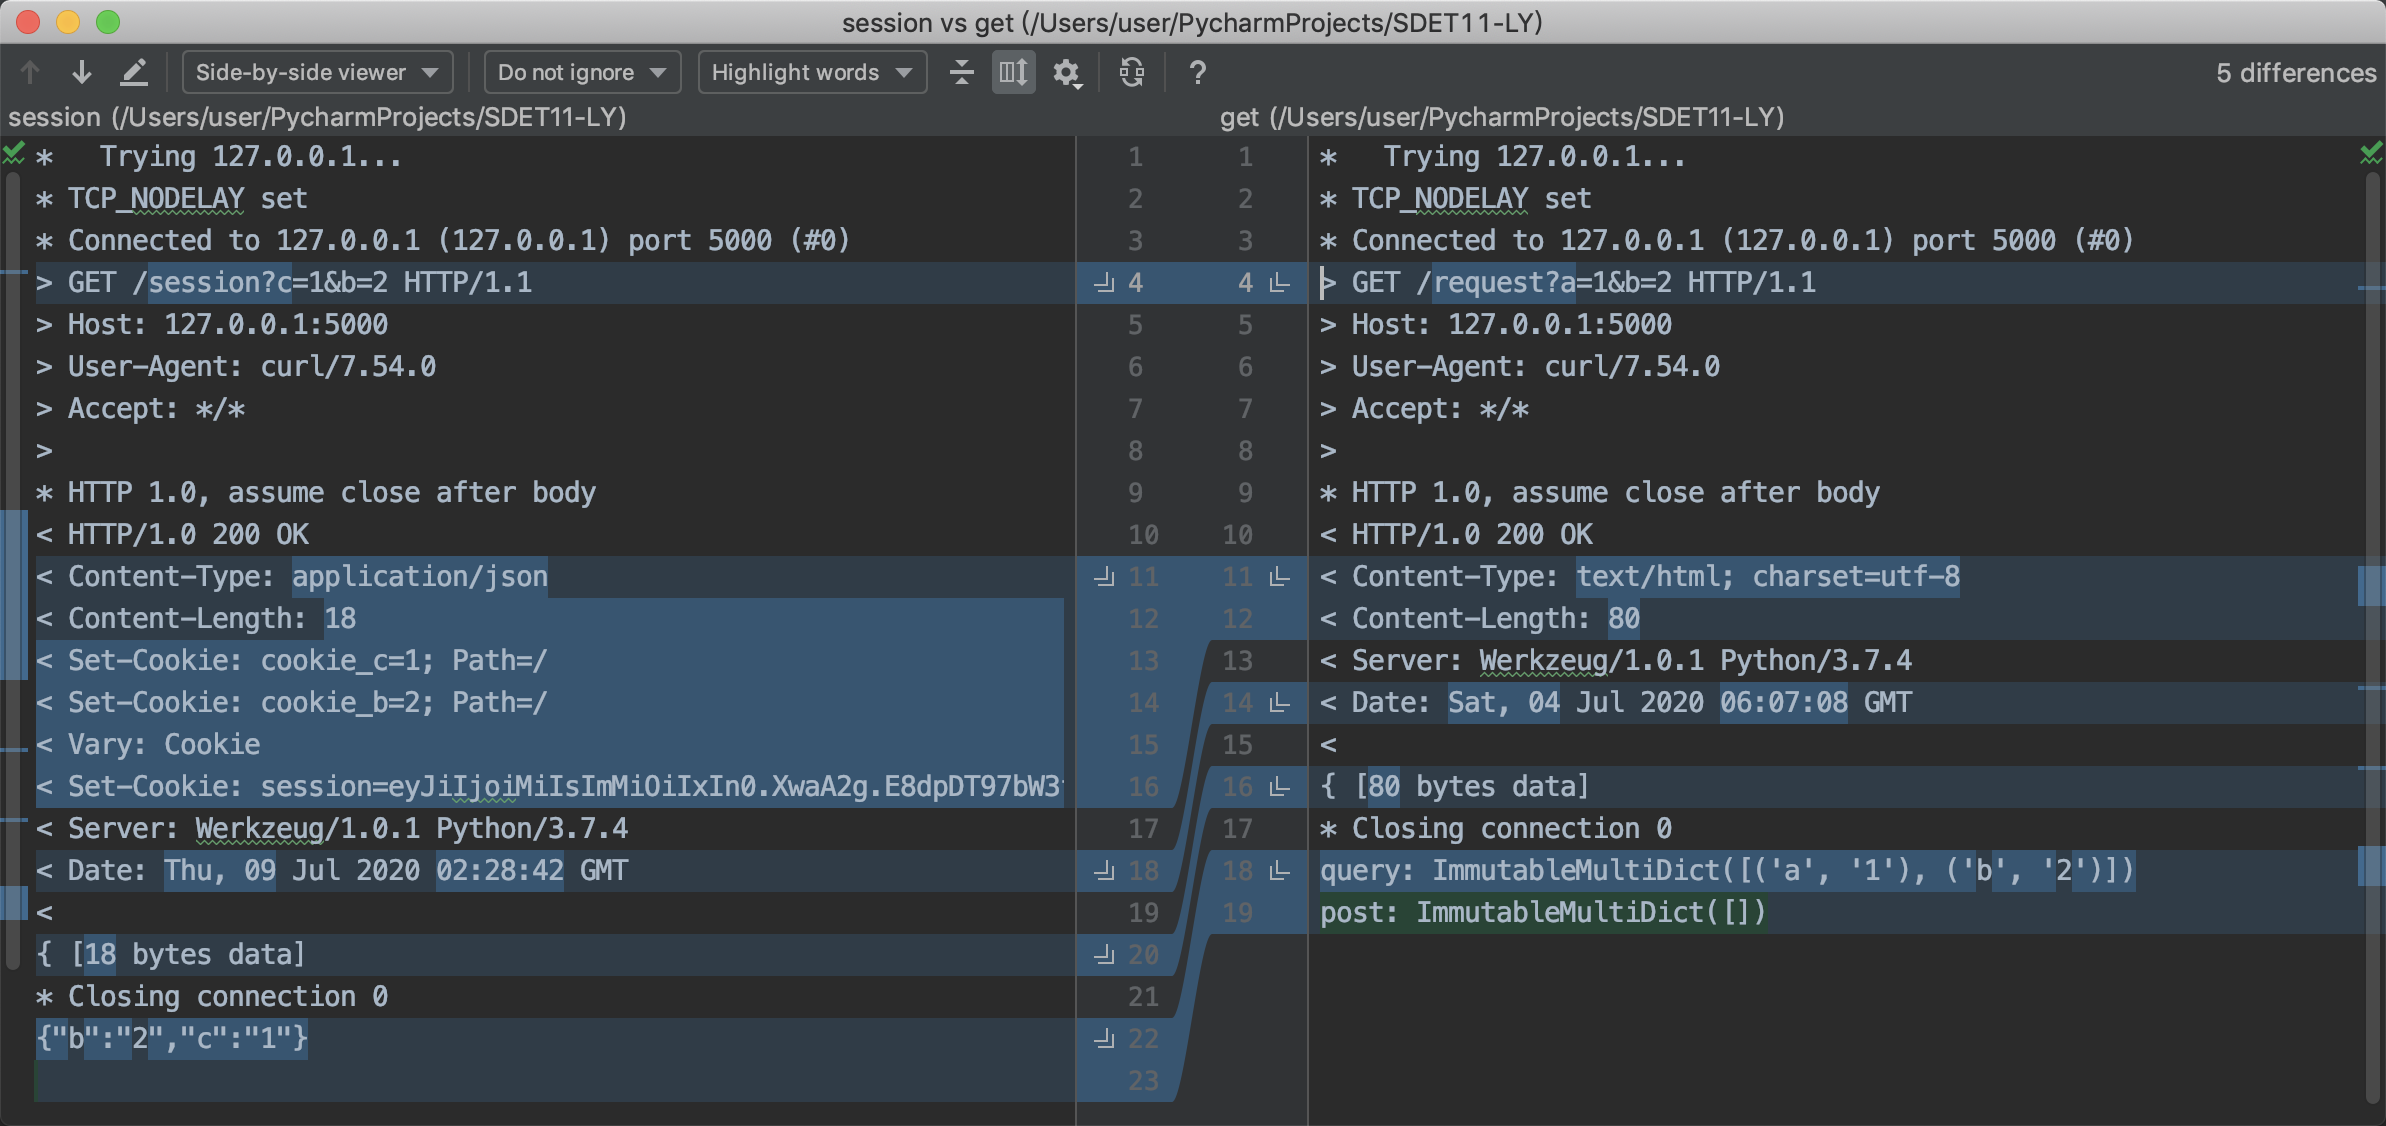 session vs get (/Users/user/PycharmProjects/SDET11-LY)
Side-by-side viewer Do not ignore Highlight words ? 5 differences
session (/Users/user/PycharmProjects/SDET11-LY)
* Trying 127.0.0.1... 1
* TCP_NODELAY set 2
* Connected to 127.0.0.1 (127.0.0.1) port 5000 (#0) 3
> GET /session?c=1&b=2 HTTP/1.1 4
> Host: 127.0.0.1:5000 5
> User-Agent: curl/7.54.0 6
> Accept: */* 7
> 8
* HTTP 1.0, assume close after body 9
< HTTP/1.0 200 OK 10
< Content-Type: application/json 11
< Content-Length: 18 12
< Set-Cookie: cookie_c=1; Path=/ 13
< Set-Cookie: cookie_b=2; Path=/ 14
< Vary: Cookie 15
< Set-Cookie: session=eyJiIjoiMiIsImMiOiIxIn0.XwaA2g.E8dpDT97bW3 16
< Server: Werkzeug/1.0.1 Python/3.7.4 17
< Date: Thu, 09 Jul 2020 02:28:42 GMT 18
< 19
{ [18 bytes data] 20
* Closing connection 0 21
{"b":"2","c":"1"} 22
23
get (/Users/user/PycharmProjects/SDET11-LY)
1 * Trying 127.0.0.1...
2 * TCP_NODELAY set
3 * Connected to 127.0.0.1 (127.0.0.1) port 5000 (#0)
4 > GET /request?a=1&b=2 HTTP/1.1
5 > Host: 127.0.0.1:5000
6 > User-Agent: curl/7.54.0
7 > Accept: */*
8 >
9 * HTTP 1.0, assume close after body
10 < HTTP/1.0 200 OK
11 < Content-Type: text/html; charset=utf-8
12 < Content-Length: 80
13 < Server: Werkzeug/1.0.1 Python/3.7.4
14 < Date: Sat, 04 Jul 2020 06:07:08 GMT
15 <
16 { [80 bytes data]
17 * Closing connection 0
18 query: ImmutableMultiDict([('a', '1'), ('b', '2')])
19 post: ImmutableMultiDict([])